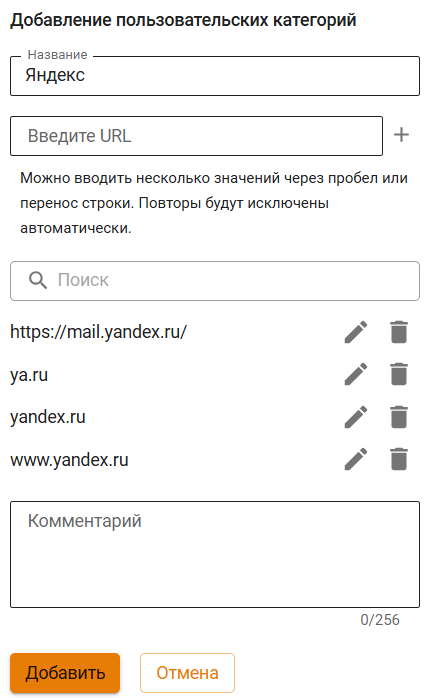 Добавление пользовательских категорий
Название
Яндекс
Введите URL
Можно вводить несколько значений через пробел или
перенос строки. Повторы будут исключены
автоматически.
Поиск
https://mail.yandex.ru/
ya.ru
yandex.ru
www.yandex.ru
Комментарий
0/256
Добавить
Отмена